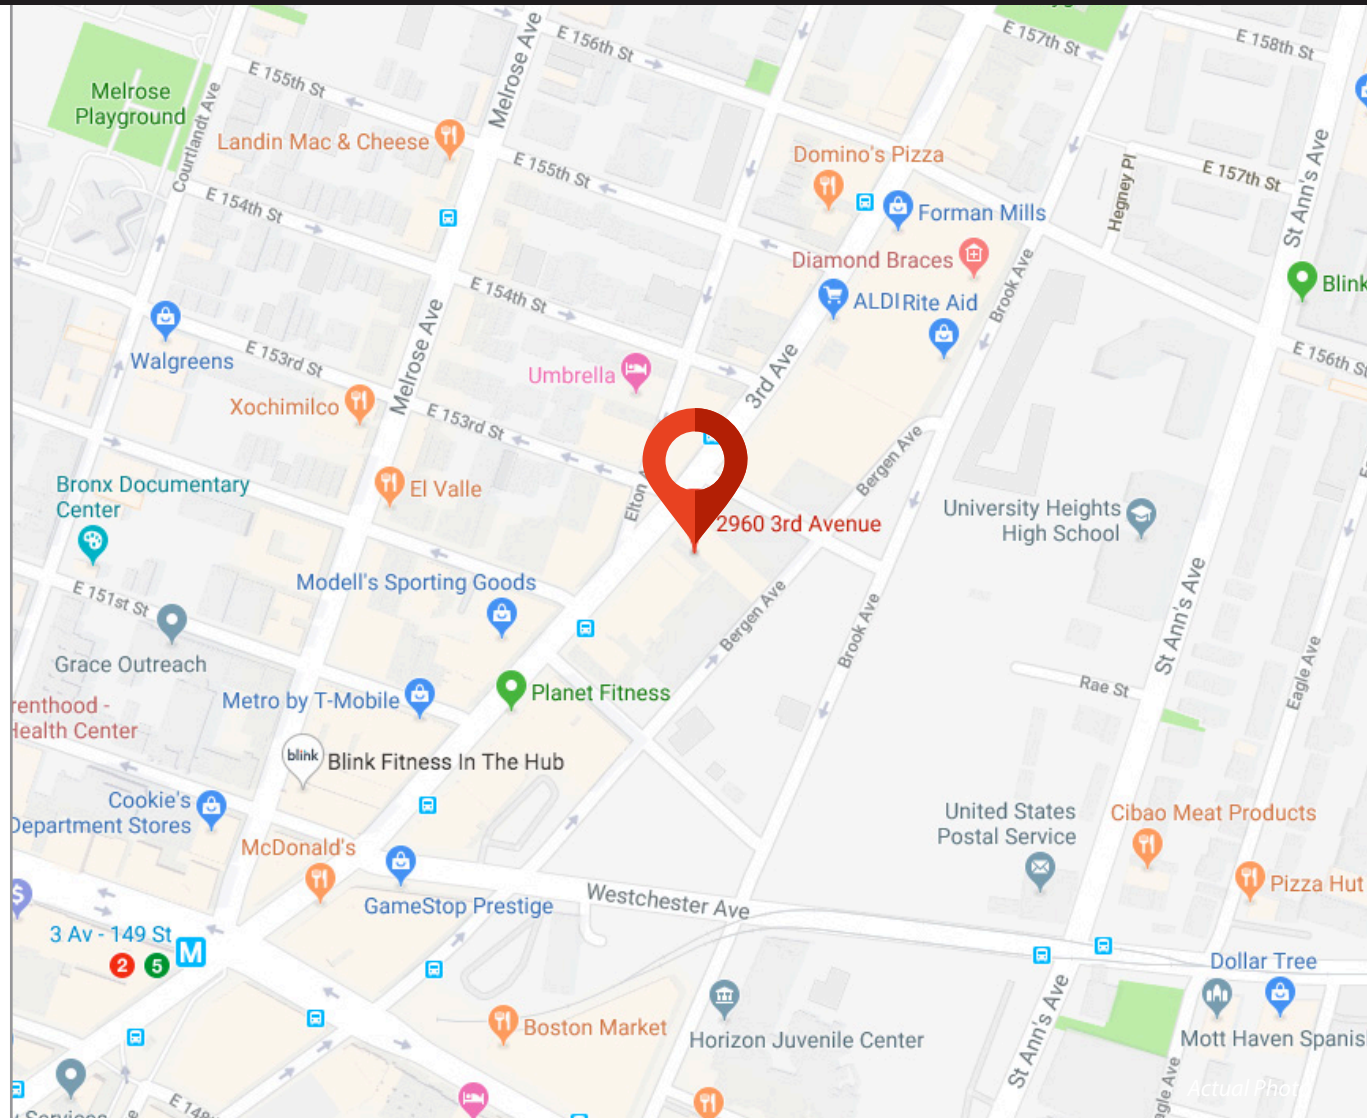 E 156th St
E 157th St
E 158th St
Melrose Ave
E 155th St
Melrose
Playground
Courtlandt Ave
Landin Mac & Cheese
E 155th St
Domino's Pizza
E 157th St
St Ann's Ave
Hegney Pl
E 154th St
Forman Mills
Diamond Braces
Brook Ave
Blink
E 154th St
ALDI
Rite Aid
Walgreens
E 153rd St
Melrose Ave
Umbrella
3rd Ave
E 156th St
Xochimilco
E 153rd St
Bergen Ave
Bronx Documentary
Center
El Valle
Elton
University Heights
High School
2960 3rd Avenue
Modell's Sporting Goods
E 151st St
Bergen Ave
Brook Ave
St Ann's Ave
Grace Outreach
Eagle Ave
Rae St
Metro by T-Mobile
Planet Fitness
renthood -
Health Center
blink
Blink Fitness In The Hub
Cookie's
Department Stores
United States
Postal Service
Cibao Meat Products
McDonald's
Pizza Hut
GameStop Prestige
Westchester Ave
$
3 Av - 149 St
M
2
5
Dollar Tree
Boston Market
Horizon Juvenile Center
St Ann's Ave
Mott Haven Spanis
gle Ave
Actual Photo
Services
E 148